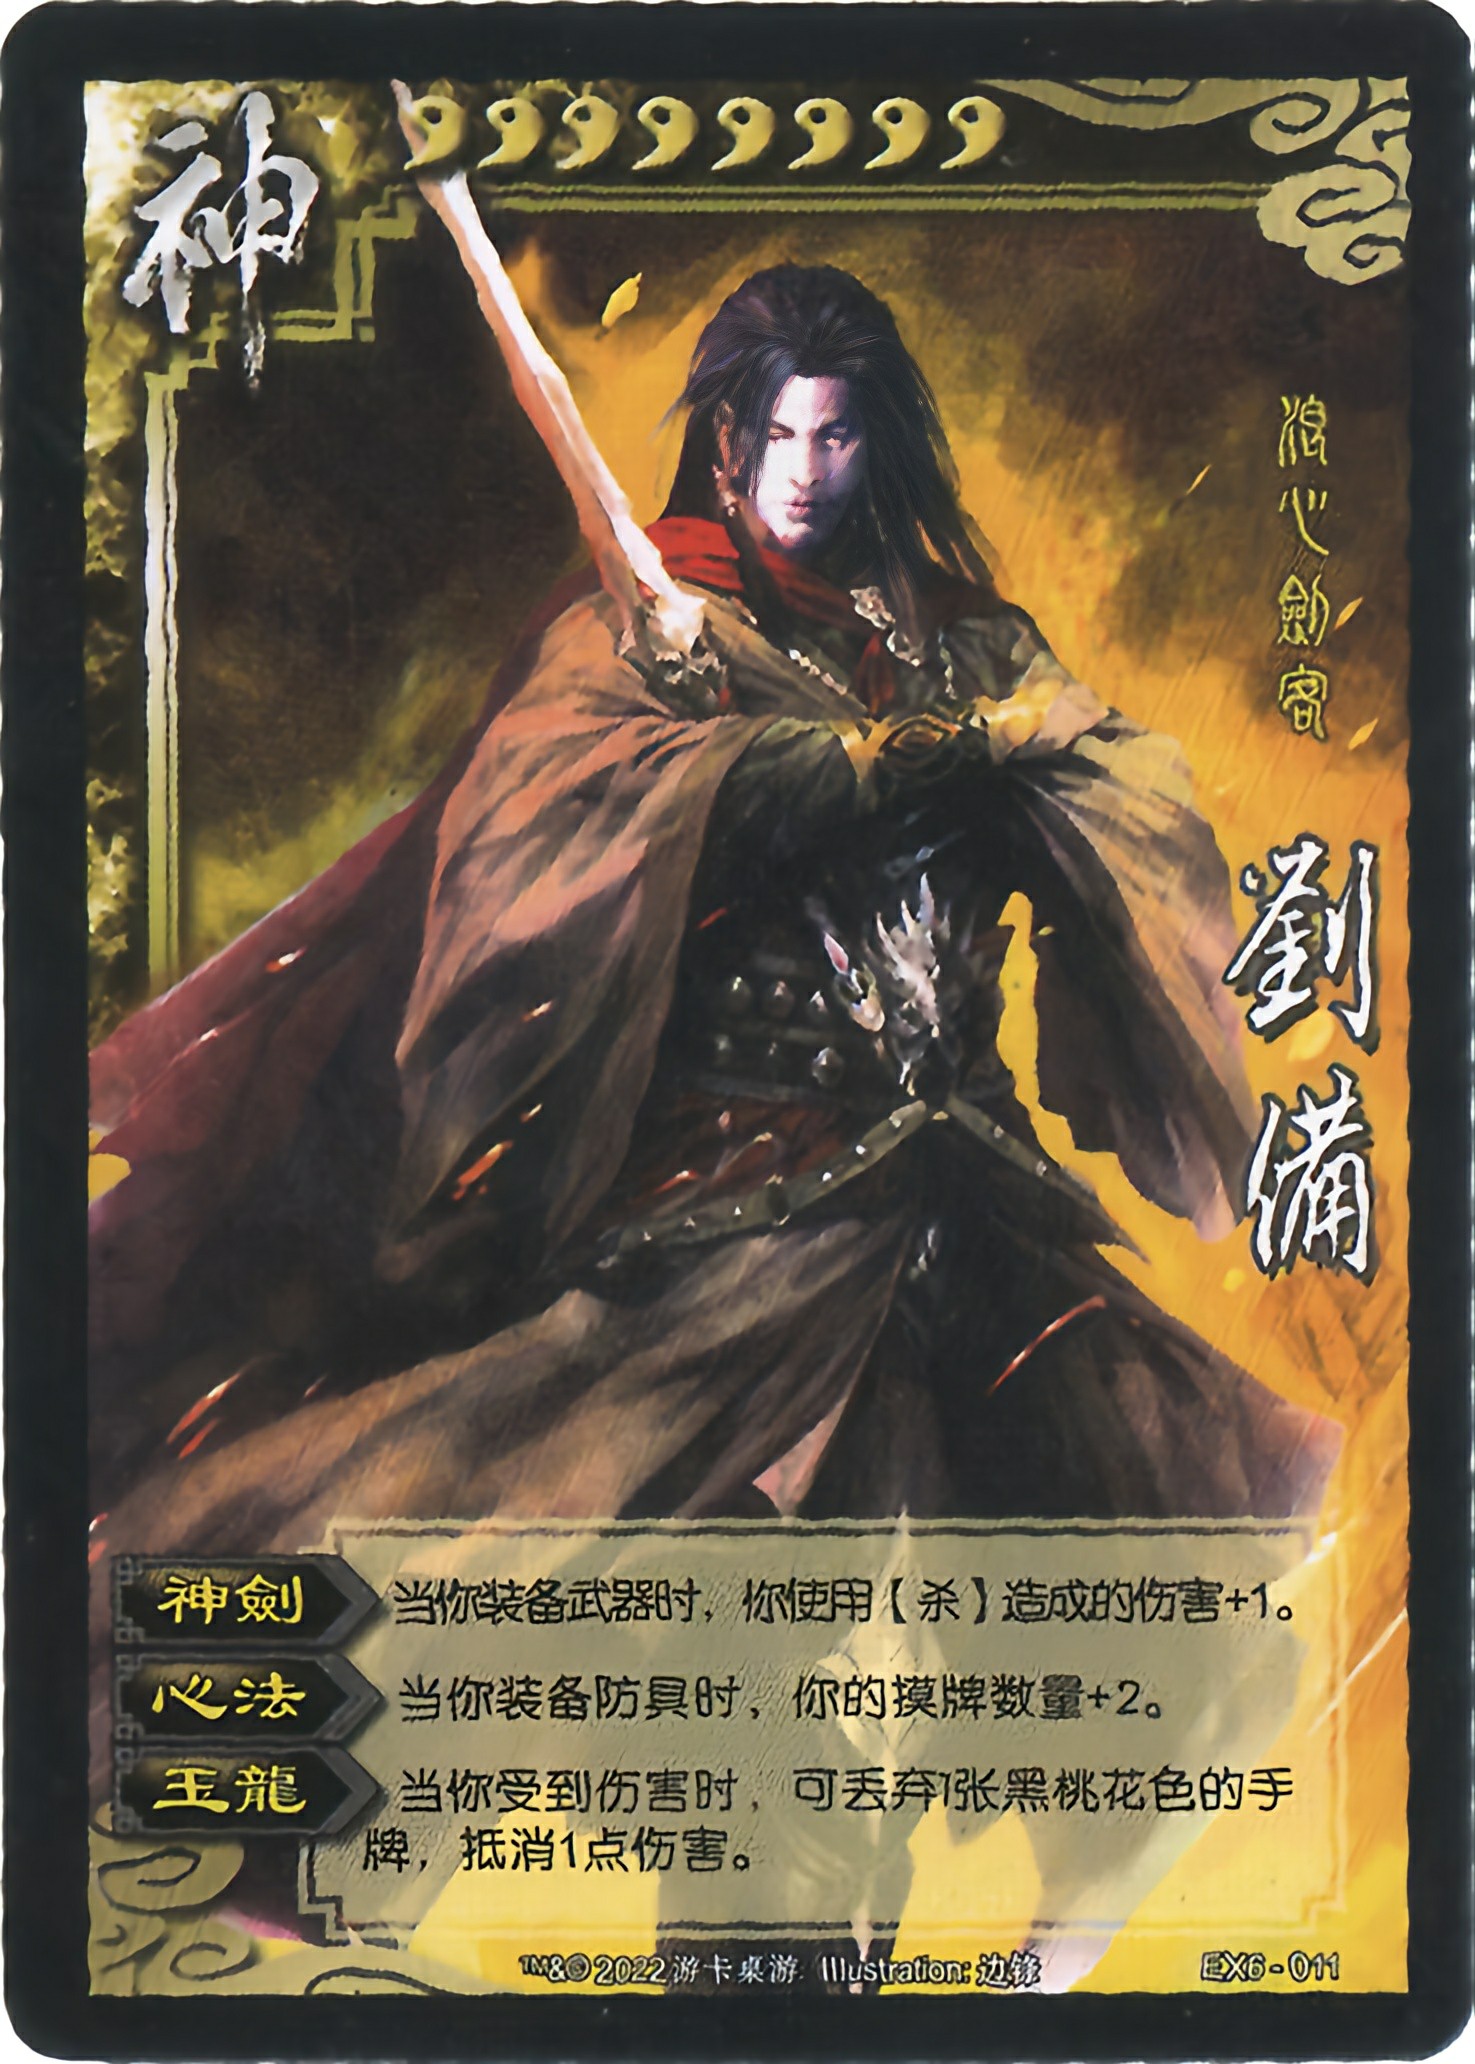 神
浪心劍客
劉備
神劍
当你装备武器时，你使用【杀】造成的伤害+1。
心法
当你装备防具时，你的摸牌数量+2。
玉龍
当你受到伤害时，可丢弃1张黑桃花色的手
牌，抵消1点伤害。
™&© 2022 游卡桌游 Illustration: 边锋
EX6-011